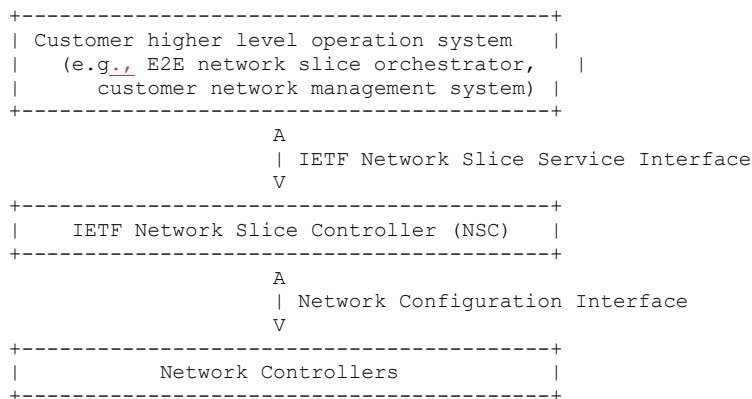 +------------------------------------------+
| Customer higher level operation system   |
|   (e.g., E2E network slice orchestrator,   |
|      customer network management system) |
+------------------------------------------+
                     A
                     | IETF Network Slice Service Interface
                     V
+------------------------------------------+
|    IETF Network Slice Controller (NSC)   |
+------------------------------------------+
                     A
                     | Network Configuration Interface
                     V
+------------------------------------------+
|           Network Controllers            |
+------------------------------------------+